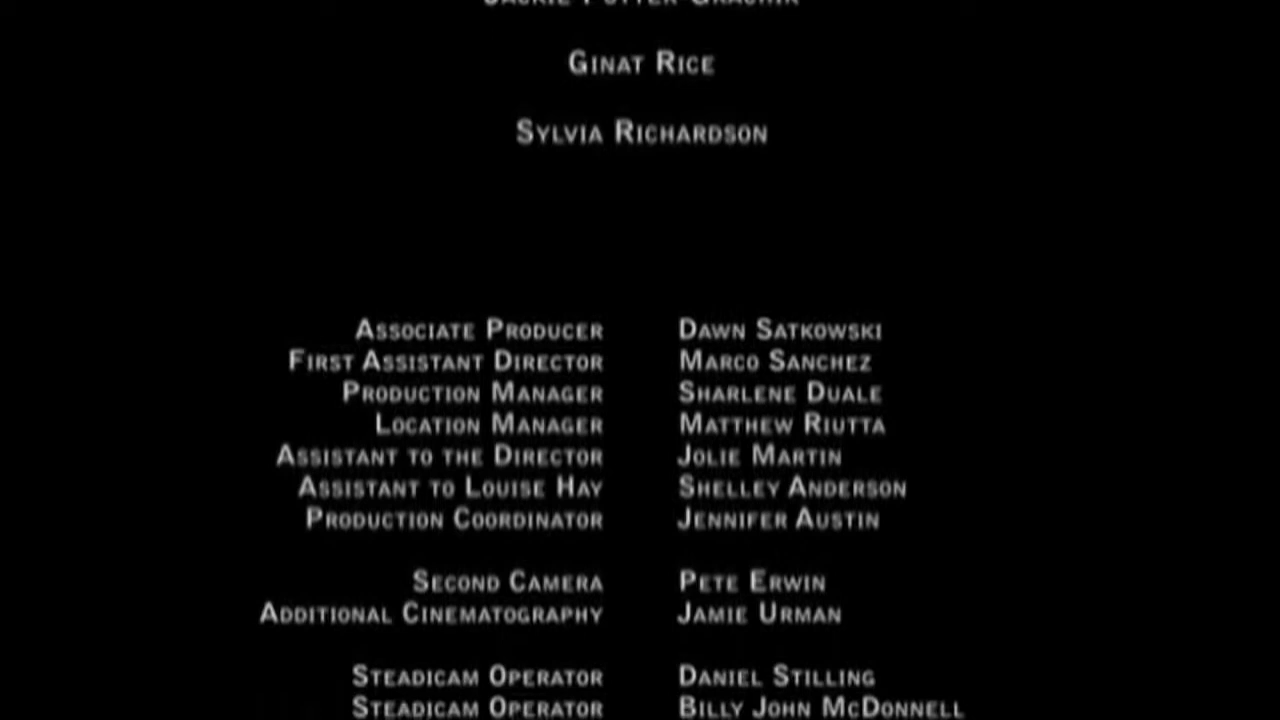 Ginat Rice
Sylvia Richardson
Associate Producer Dawn Satkowski
First Assistant Director Marco Sanchez
Production Manager Sharlene Duale
Location Manager Matthew Riutta
Assistant to the Director Jolie Martin
Assistant to Louise Hay Shelley Anderson
Production Coordinator Jennifer Austin
Second Camera Pete Erwin
Additional Cinematography Jamie Urman
Steadicam Operator Daniel Stilling
Steadicam Operator Billy John McDonnell